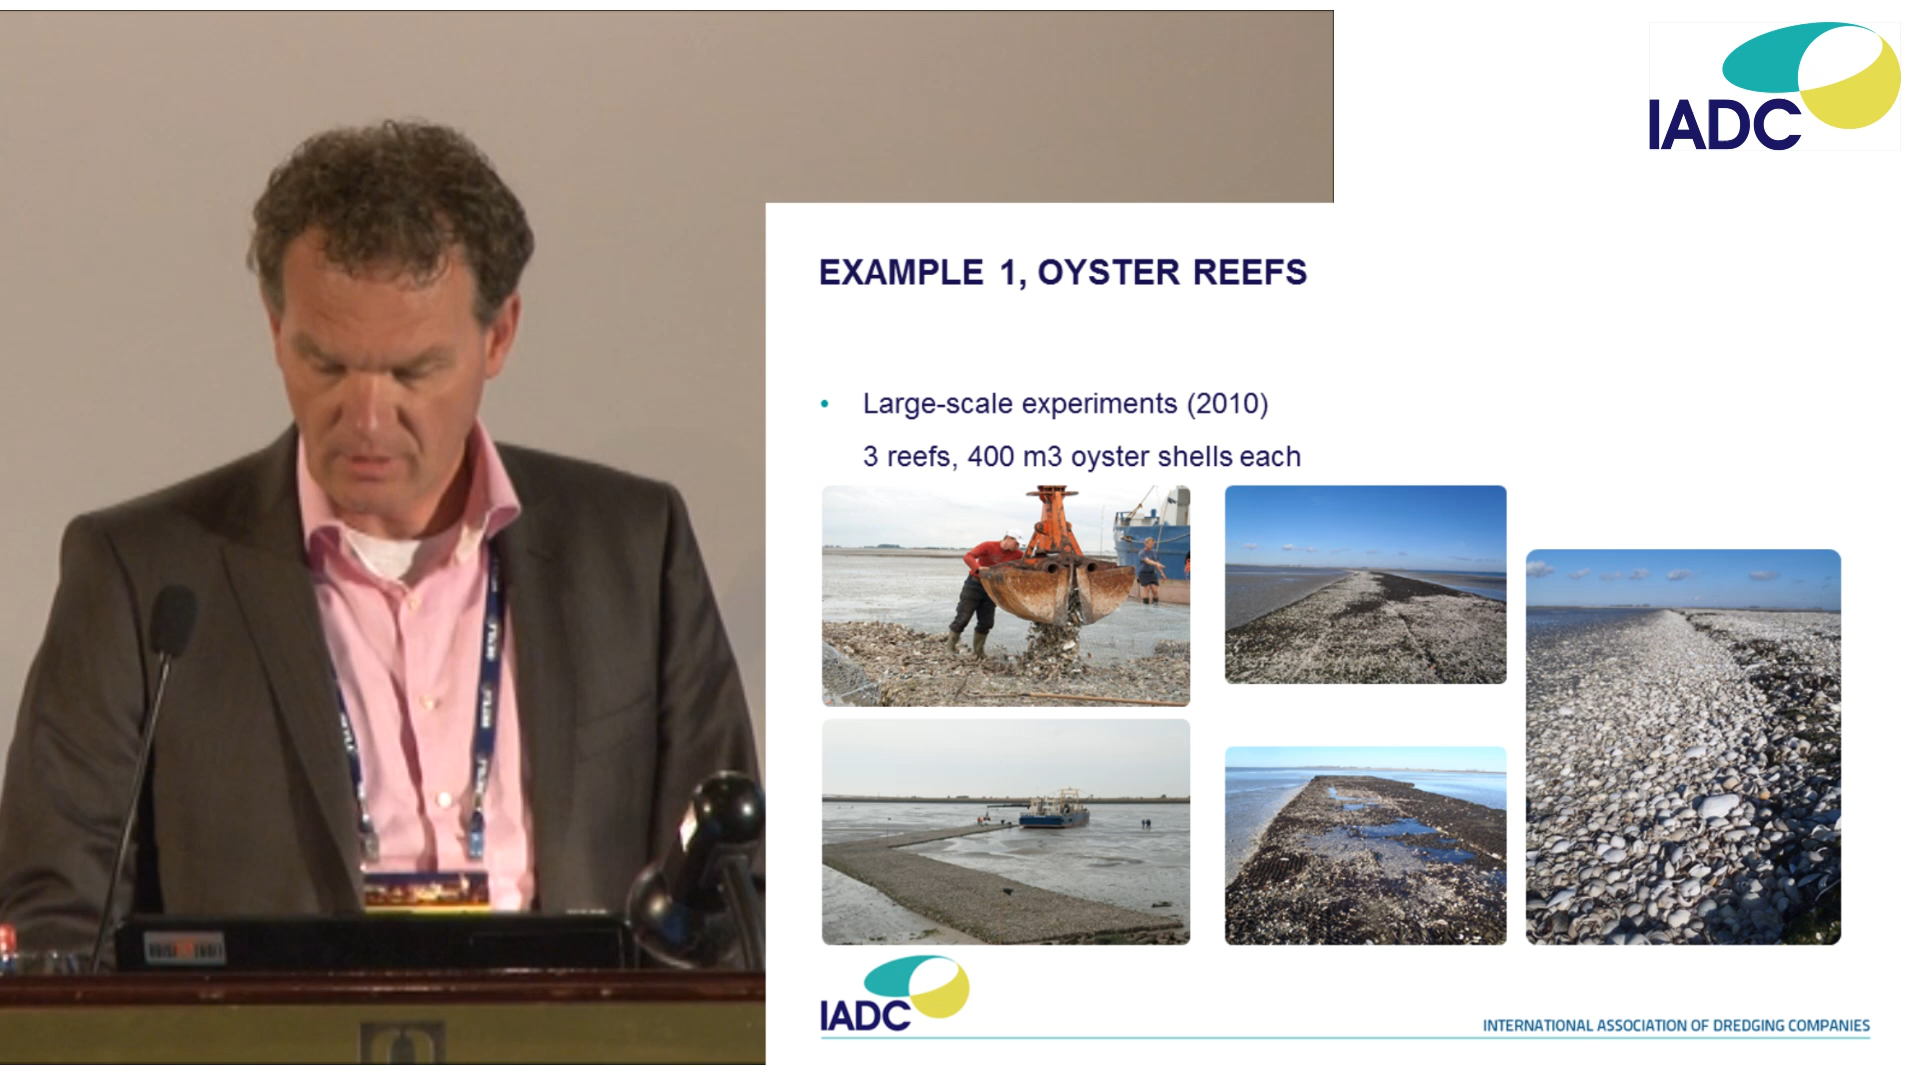 IADC
EXAMPLE 1, OYSTER REEFS
• Large-scale experiments (2010)
3 reefs, 400 m3 oyster shells each
IADC
INTERNATIONAL ASSOCIATION OF DREDGING COMPANIES